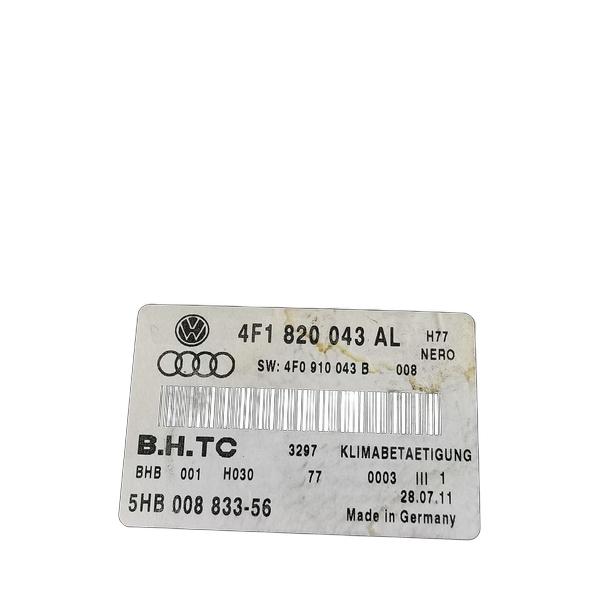 4F1 820 043 AL H77
NERO
SW: 4F0 910 043 B 008
B.H.TC 3297 KLIMABETAETIGUNG
BHB 001 H030 77 0003 III 1
28.07.11
5HB 008 833-56 Made in Germany